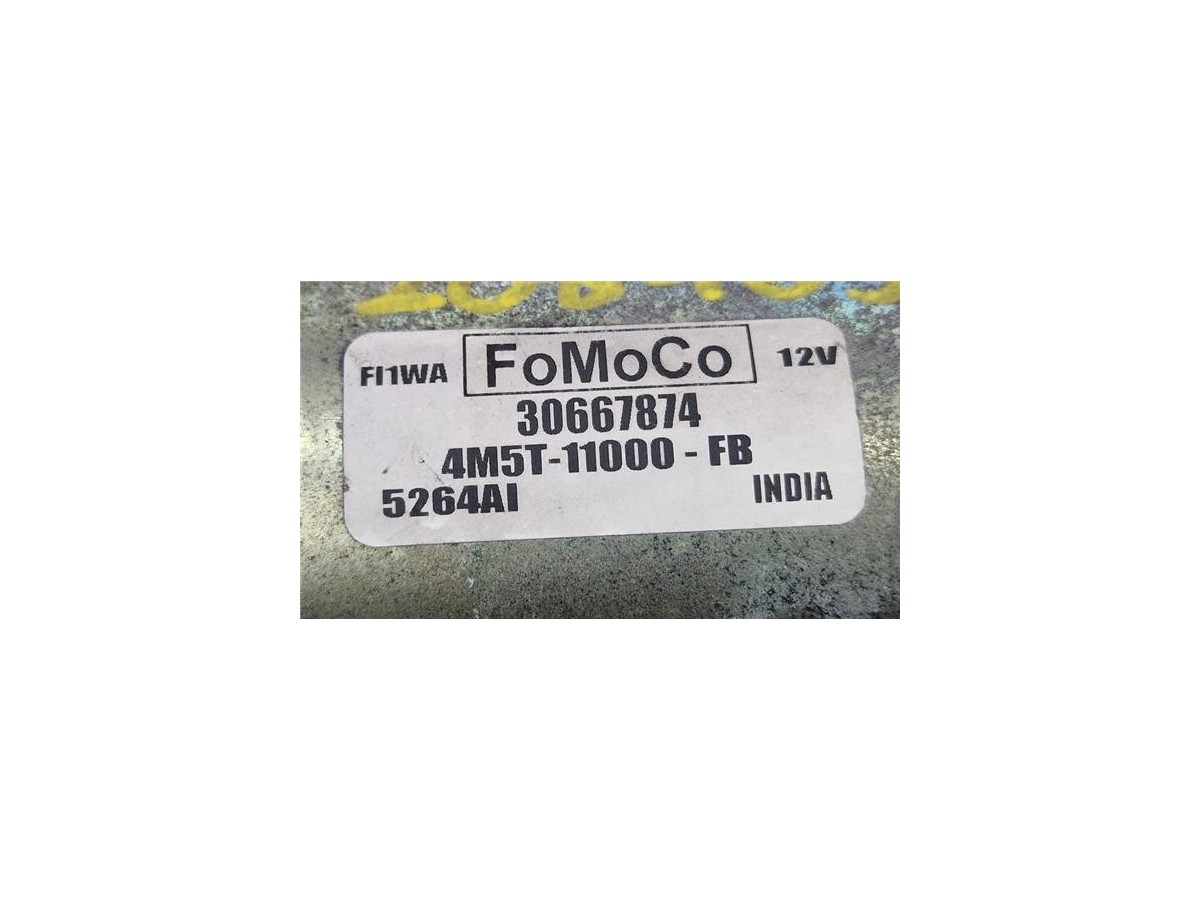 FI1WA FoMoCo 12V
30667874
4M5T-11000-FB
5264AI INDIA